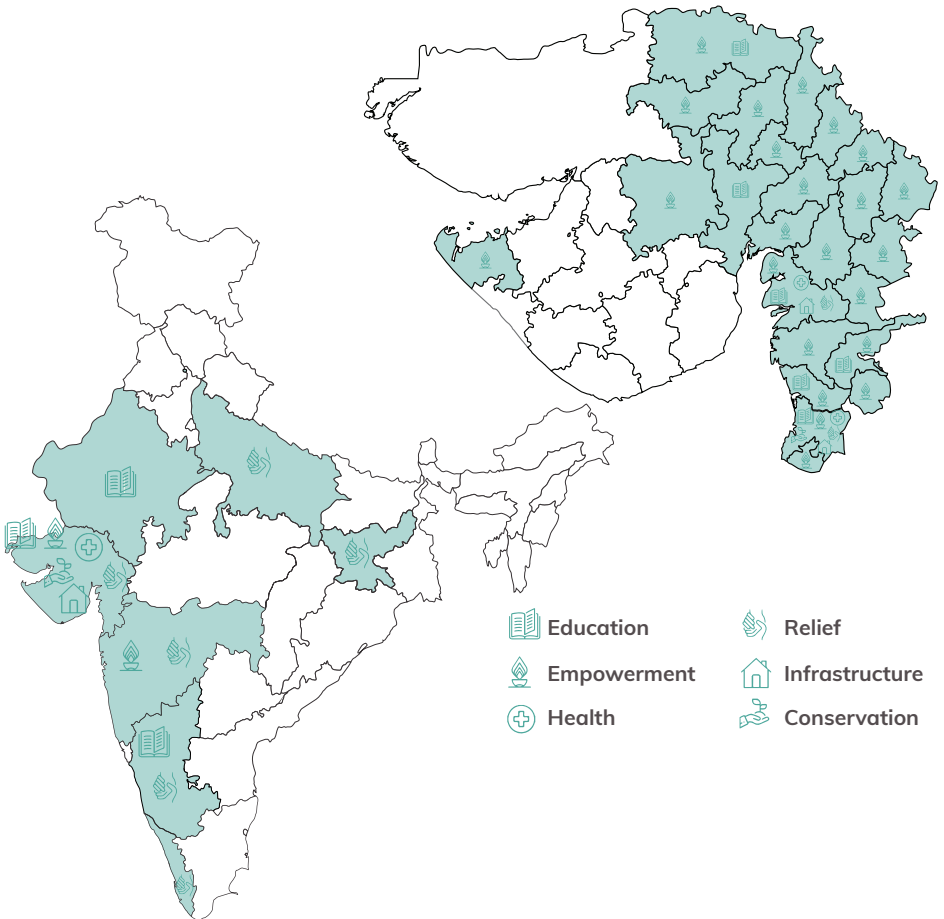 Education
Relief
Empowerment
Infrastructure
Health
Conservation